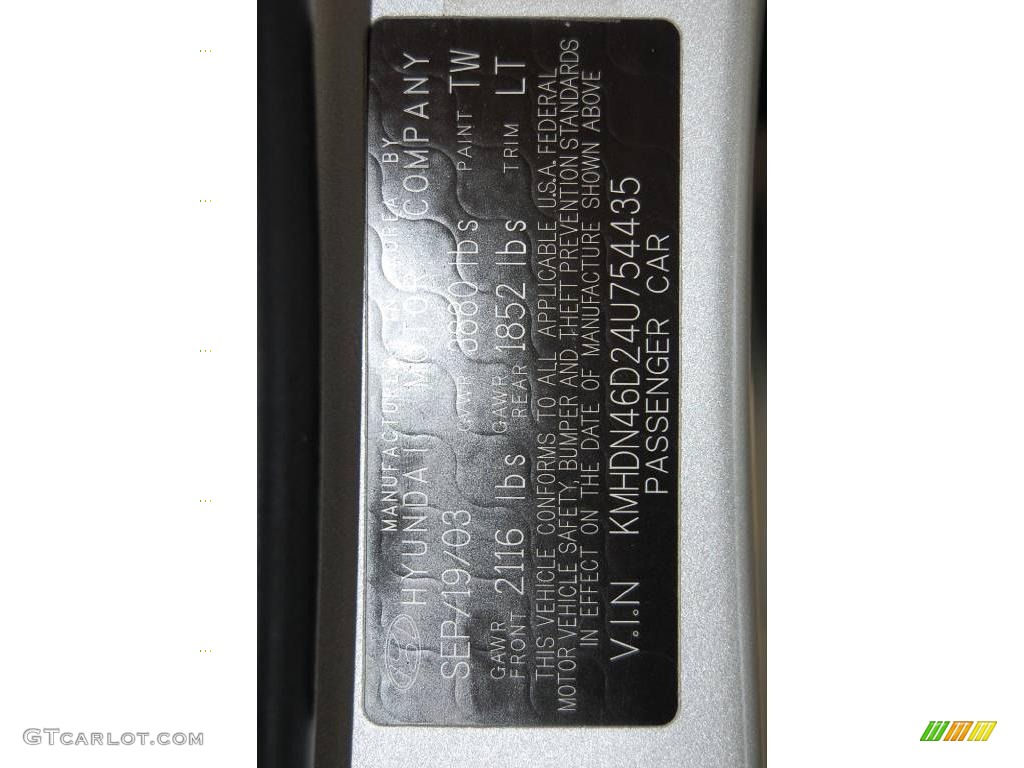 MANUFACTURED IN KOREA BY
HYUNDAI MOTOR COMPANY
SEP/19/03 GVWR 3880 lbs PAINT TW
GAWR FRONT 2116 lbs GAWR REAR 1852 lbs TRIM LT
THIS VEHICLE CONFORMS TO ALL APPLICABLE U.S.A. FEDERAL
MOTOR VEHICLE SAFETY, BUMPER AND THEFT PREVENTION STANDARDS
IN EFFECT ON THE DATE OF MANUFACTURE SHOWN ABOVE
V.I.N KMHDN46D24U754435
PASSENGER CAR
GTCARLOT.COM